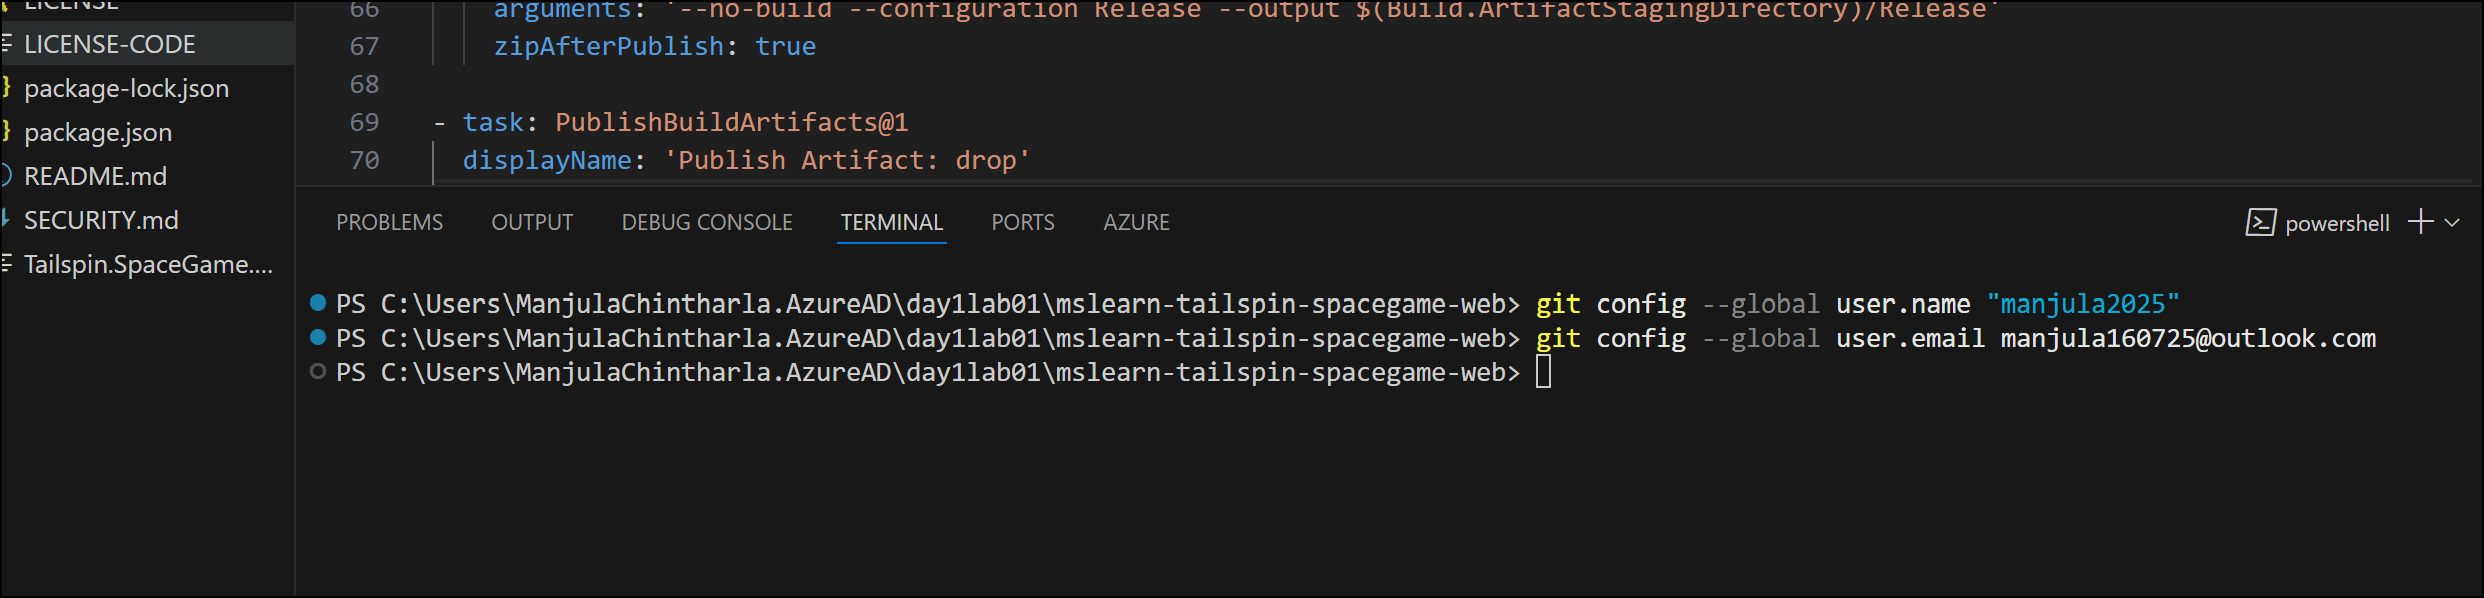 LICENSE
LICENSE-CODE
package-lock.json
package.json
README.md
SECURITY.md
Tailspin.SpaceGame....
66 arguments: '--no-build --configuration Release --output $(Build.ArtifactStagingDirectory)/Release'
67 zipAfterPublish: true
68
69 - task: PublishBuildArtifacts@1
70 displayName: 'Publish Artifact: drop'
PROBLEMS OUTPUT DEBUG CONSOLE TERMINAL PORTS AZURE powershell
PS C:\Users\ManjulaChintharla.AzureAD\day1lab01\mslearn-tailspin-spacegame-web> git config --global user.name "manjula2025"
PS C:\Users\ManjulaChintharla.AzureAD\day1lab01\mslearn-tailspin-spacegame-web> git config --global user.email manjula160725@outlook.com
PS C:\Users\ManjulaChintharla.AzureAD\day1lab01\mslearn-tailspin-spacegame-web>